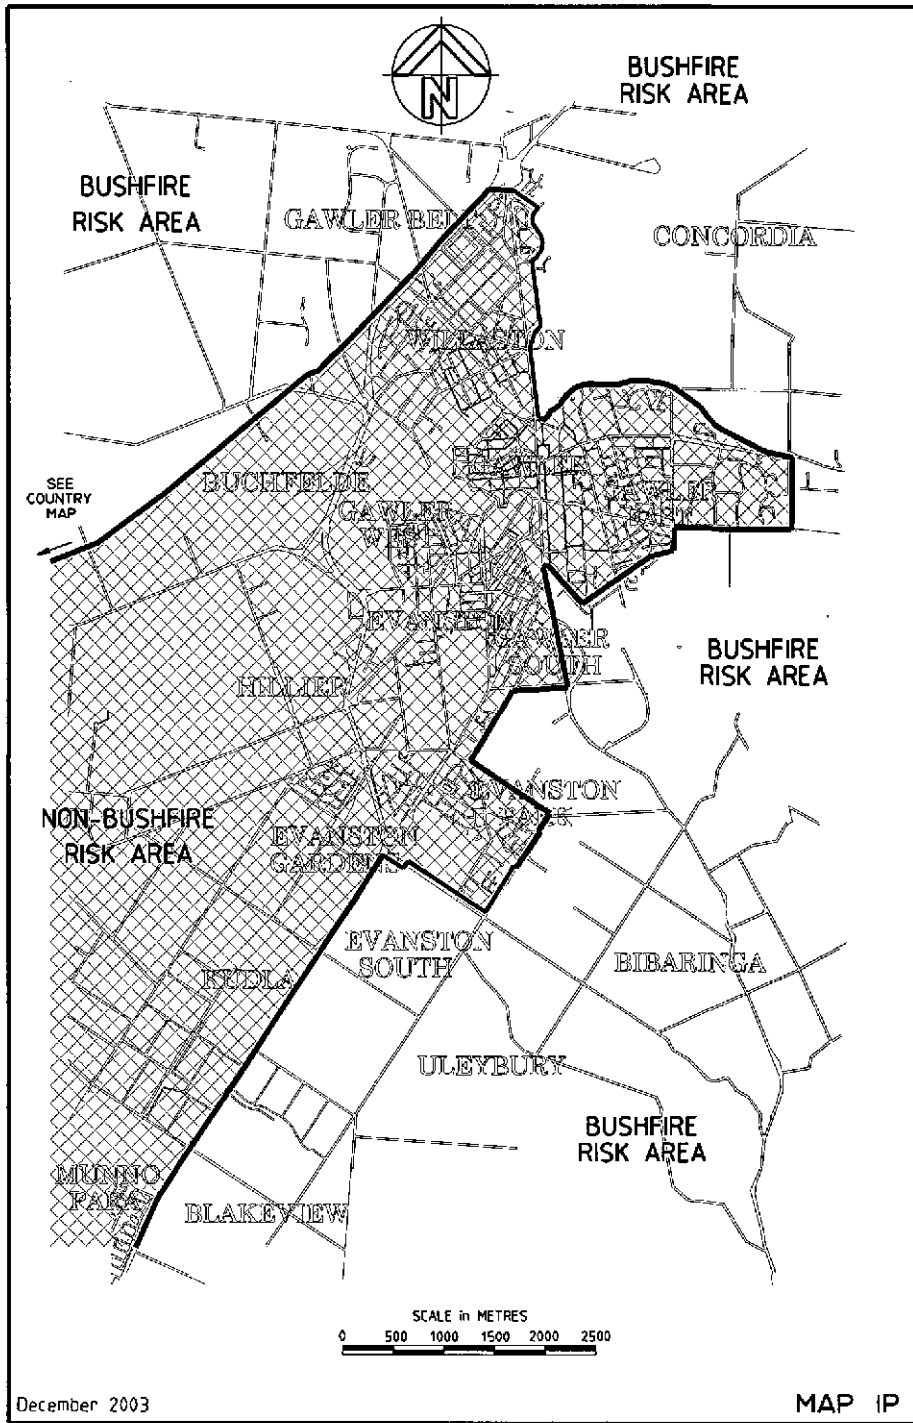 N
BUSHFIRE
RISK AREA
BUSHFIRE
RISK AREA
GAWLER BELT
CONCORDIA
WILLASTON
SEE
COUNTRY
MAP
BUCHFELDE
GAWLER
GAWLER
EAST
GAWLER
WEST
EVANSTON
GAWLER
SOUTH
HILLIER
BUSHFIRE
RISK AREA
EVANSTON
PARK
NON-BUSHFIRE
RISK AREA
EVANSTON
GARDENS
EVANSTON
SOUTH
BIBARINGA
KUDLA
ULEYBURY
BUSHFIRE
RISK AREA
MUNNO
PARA
BLAKEVIEW
SCALE in METRES
0 500 1000 1500 2000 2500
December 2003
MAP IP